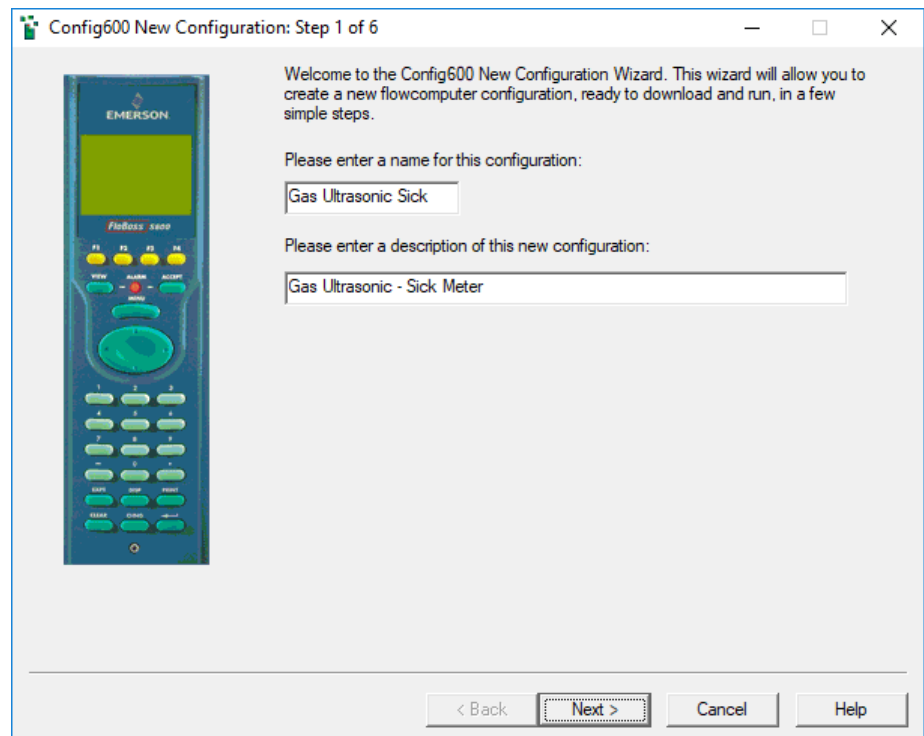 Config600 New Configuration: Step 1 of 6
Welcome to the Config600 New Configuration Wizard. This wizard will allow you to
create a new flowcomputer configuration, ready to download and run, in a few
simple steps.
Please enter a name for this configuration:
Gas Ultrasonic Sick
Please enter a description of this new configuration:
Gas Ultrasonic - Sick Meter
EMERSON
FloBoss S600
F1 F2 F3 F4
VIEW ALARM ACCEPT
MENU
1 2 3
4 5 6
7 8 9
- 0 .
EXPT DISP PRINT
CLEAR CHNG
< Back Next > Cancel Help